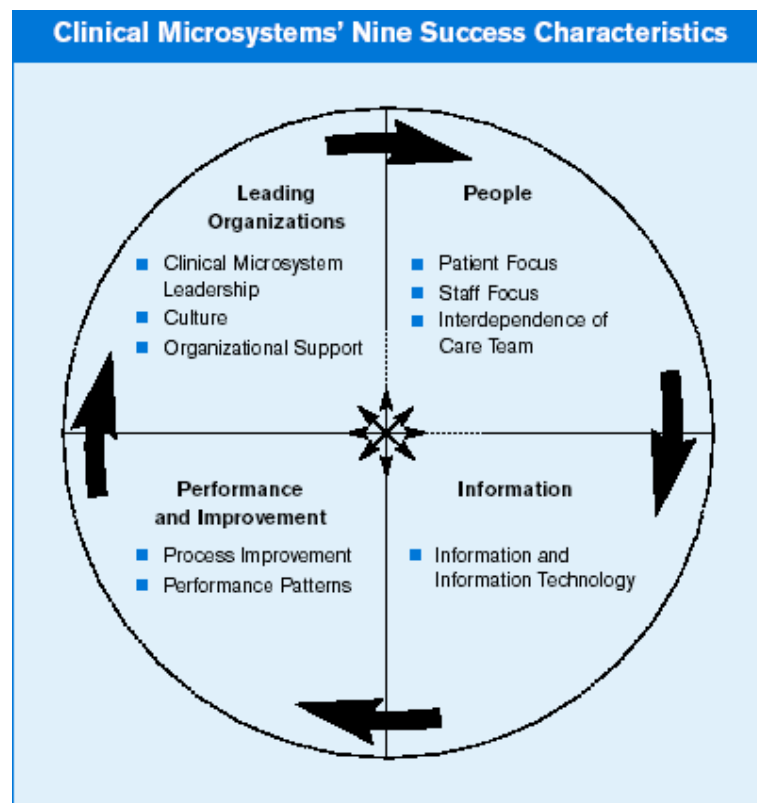 Clinical Microsystems' Nine Success Characteristics
Leading
Organizations
■ Clinical Microsystem
Leadership
■ Culture
■ Organizational Support
People
■ Patient Focus
■ Staff Focus
■ Interdependence of
Care Team
Performance
and Improvement
■ Process Improvement
■ Performance Patterns
Information
■ Information and
Information Technology